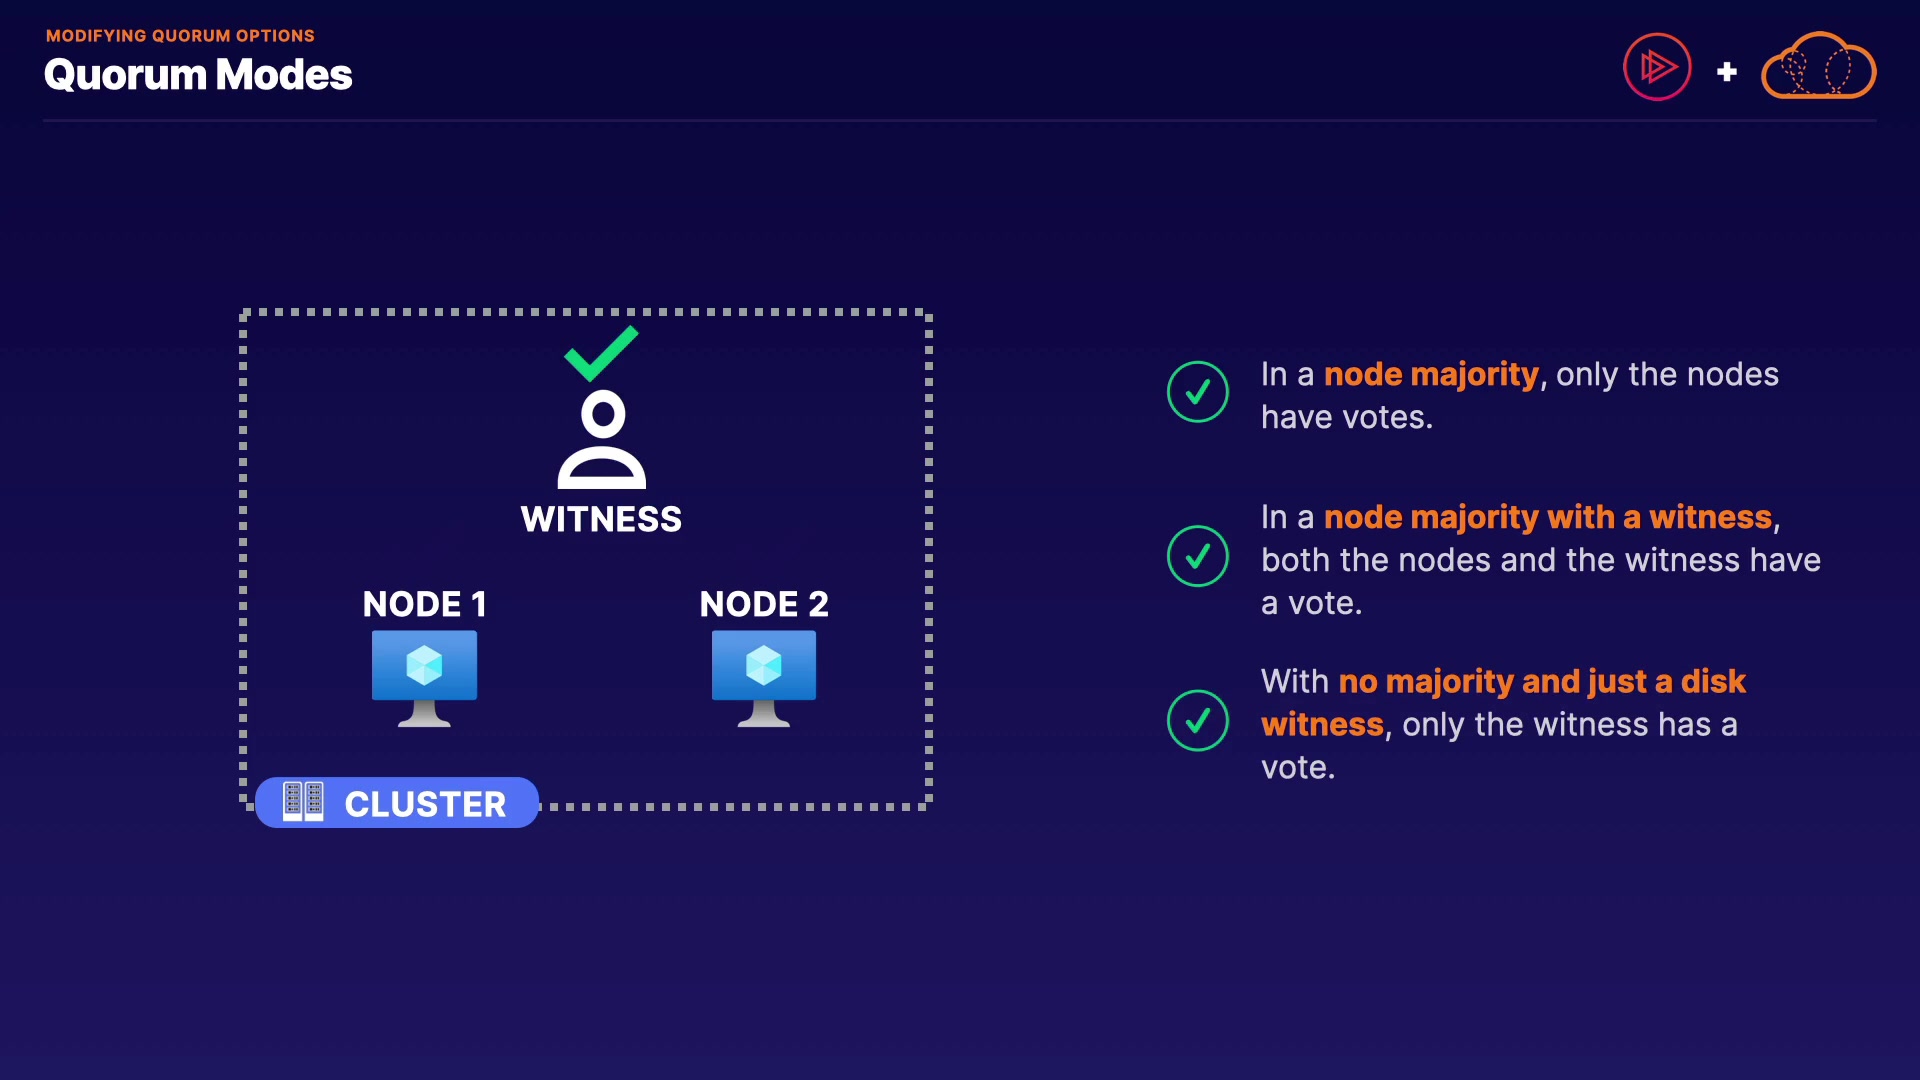 MODIFYING QUORUM OPTIONS
Quorum Modes
WITNESS
NODE 1
NODE 2
CLUSTER
In a node majority, only the nodes
have votes.
In a node majority with a witness,
both the nodes and the witness have
a vote.
With no majority and just a disk
witness, only the witness has a
vote.